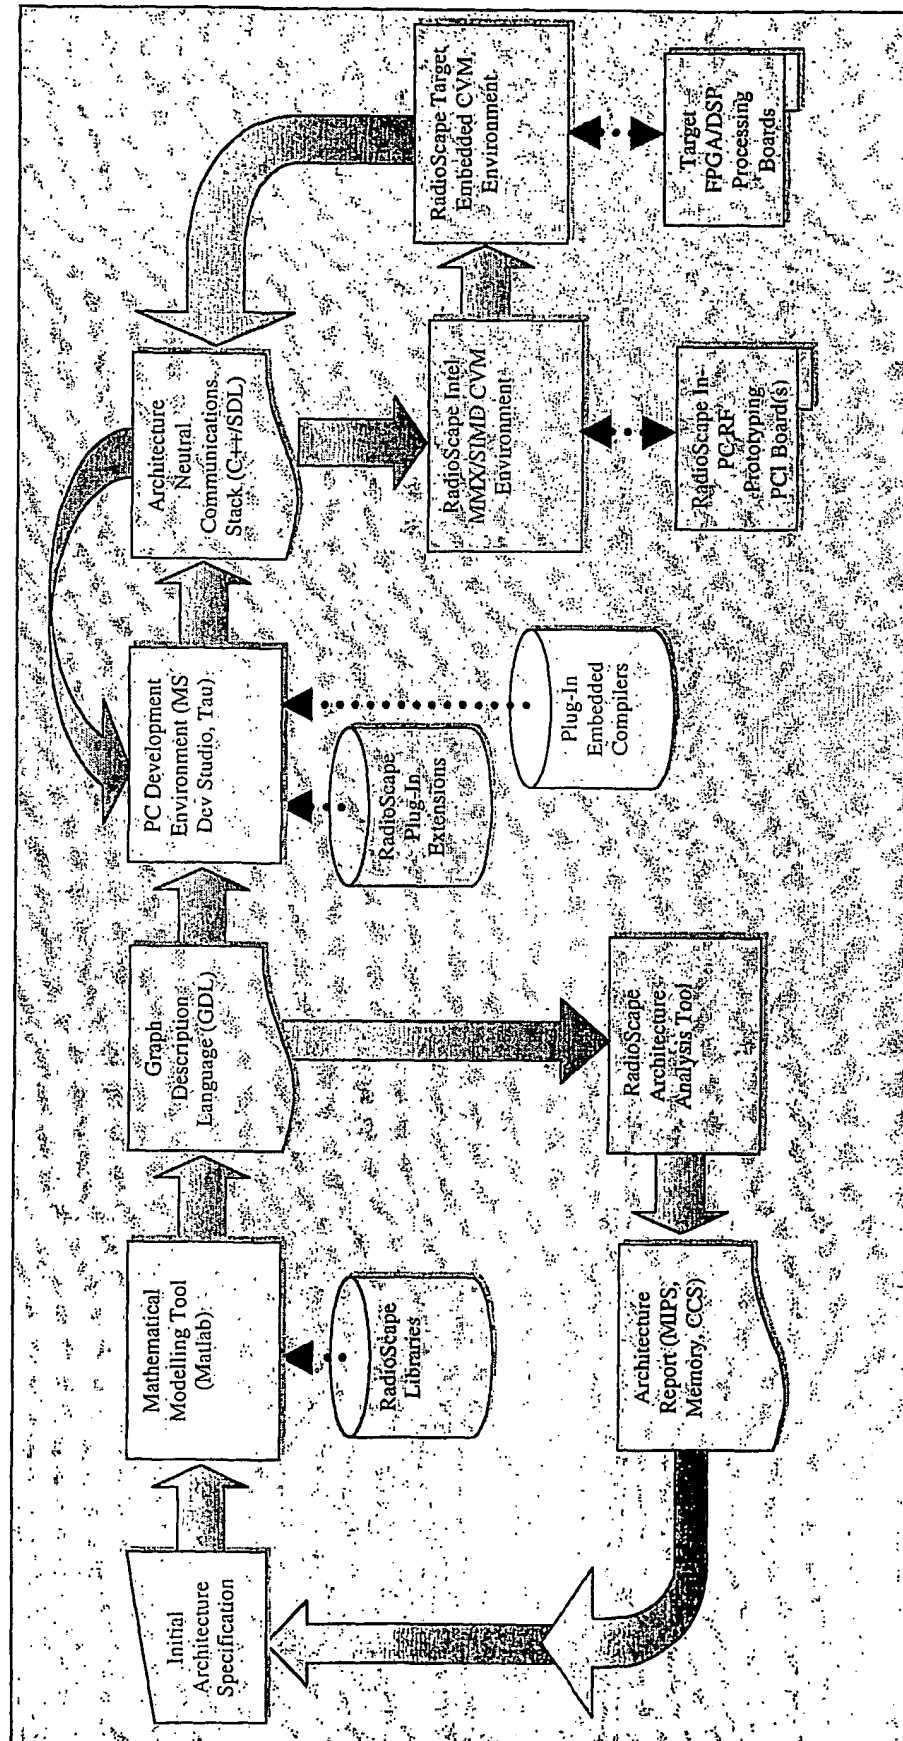 Initial
Architecture
Specification
Mathematical
Modelling Tool
(Matlab)
Graph
Description
Language (GDL)
PC Development
Environment (MS
Dev Studio, Tau)
Architecture
Neutral
Communications
Stack (C++/SDL)
RadioScape Target
Embedded CVM
Environment
RadioScape
Libraries
RadioScape
Plug-In
Extensions
Plug-In
Embedded
Compilers
RadioScape Intel
MMX/SIMD CVM
Environment
Target
FPGA/DSP
Processing
Boards
RadioScape In-
PC RF
Prototyping
PCI Board(s)
Architecture
Report (MIPS,
Memory, CCS)
RadioScape
Architecture
Analysis Tool